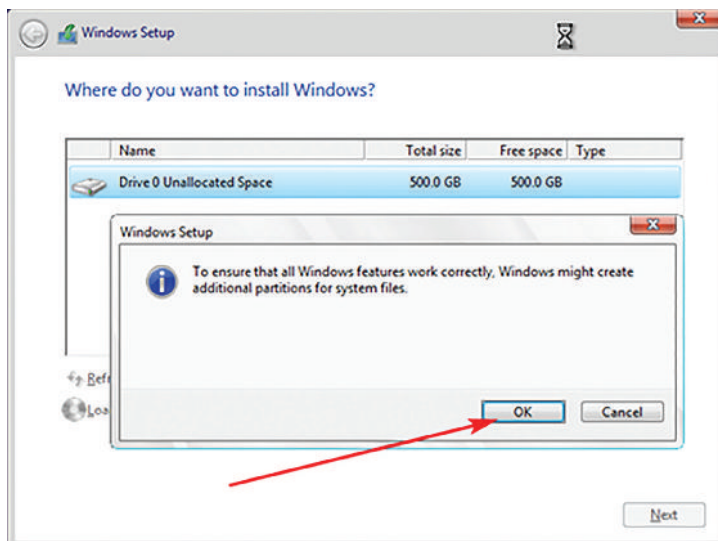 Windows Setup
Where do you want to install Windows?
Name Total size Free space Type
Drive 0 Unallocated Space 500.0 GB 500.0 GB
Windows Setup
To ensure that all Windows features work correctly, Windows might create
additional partitions for system files.
OK Cancel
Next